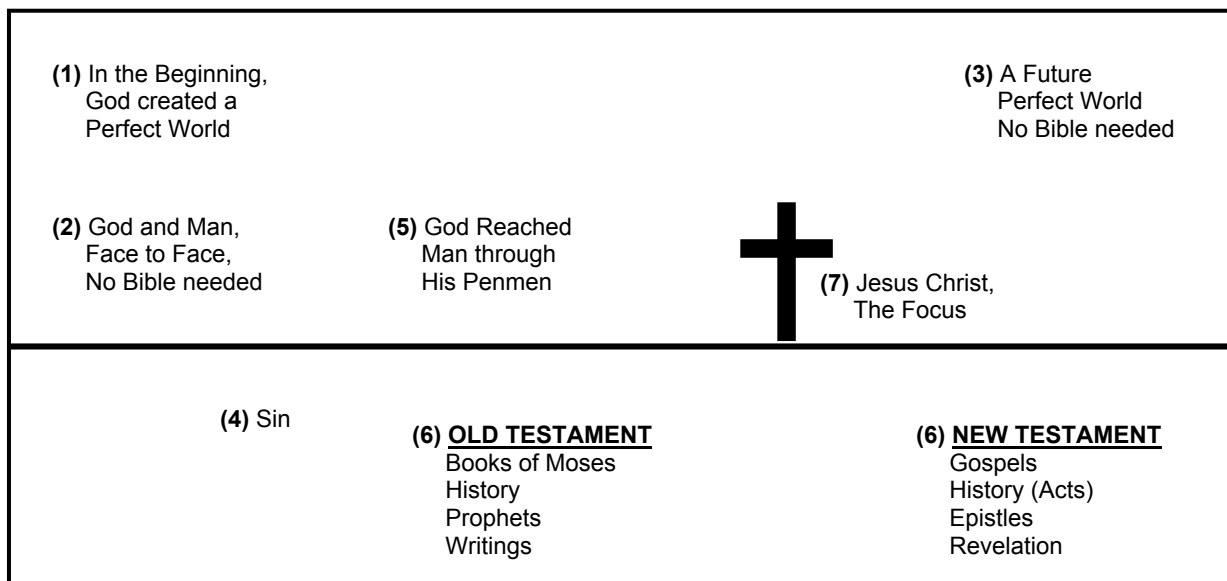 (1) In the Beginning,
God created a
Perfect World
(3) A Future
Perfect World
No Bible needed
(2) God and Man,
Face to Face,
No Bible needed
(5) God Reached
Man through
His Penmen
(7) Jesus Christ,
The Focus
(4) Sin
(6) OLD TESTAMENT
Books of Moses
History
Prophets
Writings
(6) NEW TESTAMENT
Gospels
History (Acts)
Epistles
Revelation